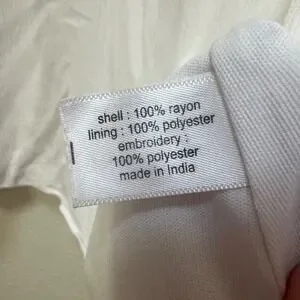 shell : 100% rayon
lining : 100% polyester
embroidery :
100% polyester
made in India